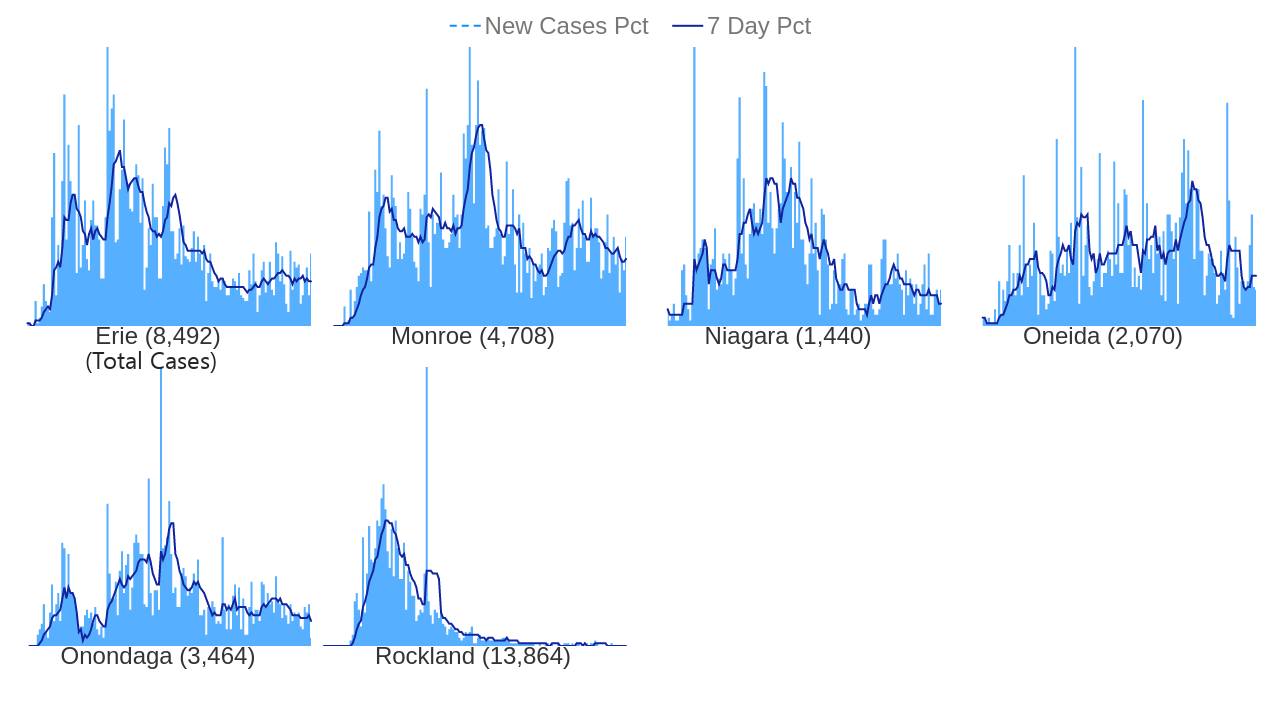 New Cases Pct 7 Day Pct
Erie (8,492) Monroe (4,708) Niagara (1,440) Oneida (2,070)
(Total Cases)
Onondaga (3,464) Rockland (13,864)